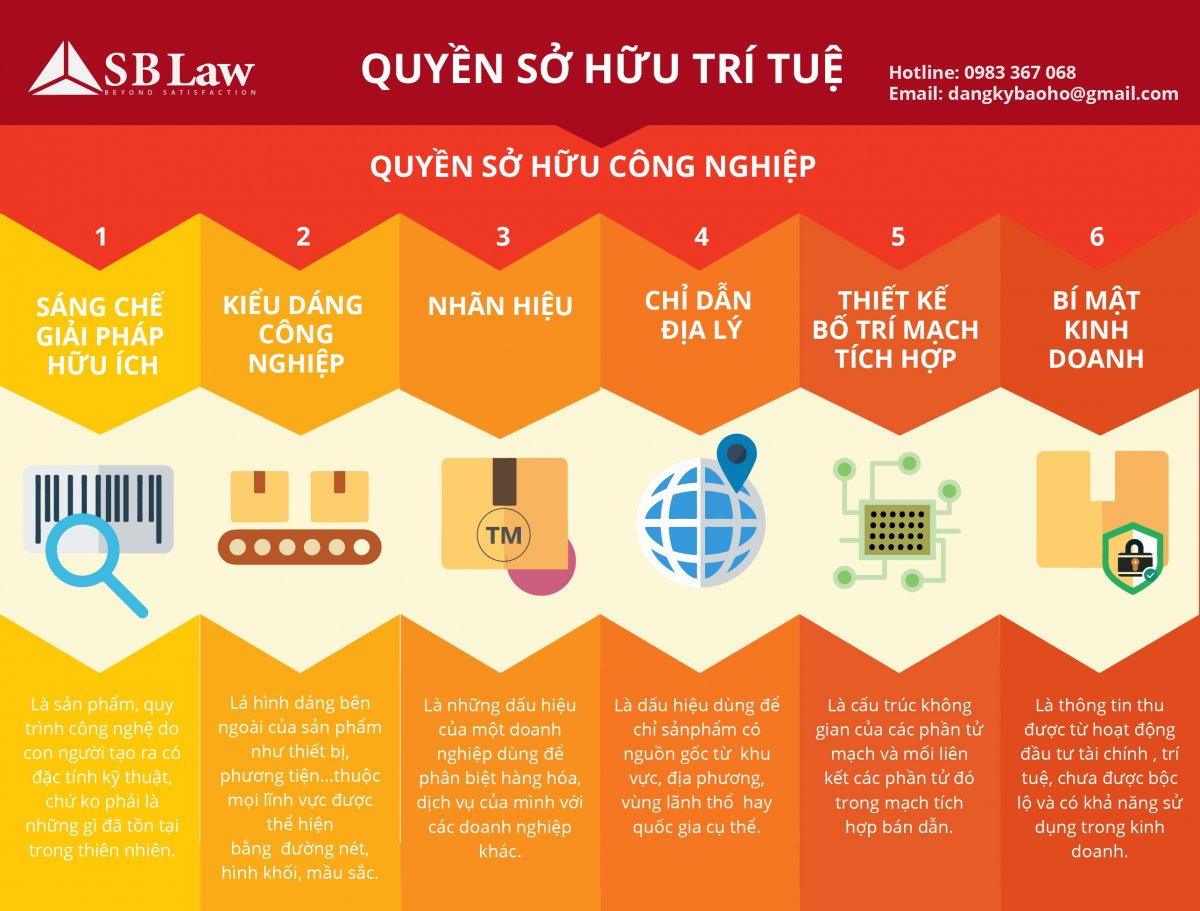 SB Law
BEYOND SATISFACTION
QUYỀN SỞ HỮU TRÍ TUỆ
Hotline: 0983 367 068
Email: dangkybaoho@gmail.com
QUYỀN SỞ HỮU CÔNG NGHIỆP
1
SÁNG CHẾ
GIẢI PHÁP
HỮU ÍCH
Là sản phẩm, quy
trình công nghệ do
con người tạo ra có
đặc tính kỹ thuật,
chứ ko phải là
những gì đã tồn tại
trong thiên nhiên.
2
KIỂU DÁNG
CÔNG
NGHIỆP
Lá hình dáng bên
ngoài của sản phẩm
như thiết bị,
phương tiện...thuộc
mọi lĩnh vực được
thể hiện
bằng đường nét,
hình khối, mầu sắc.
3
NHÃN HIỆU
TM
Là những dấu hiệu
của một doanh
nghiệp dùng để
phân biệt hàng hóa,
dịch vụ của mình với
các doanh nghiệp
khác.
4
CHỈ DẪN
ĐỊA LÝ
Là dấu hiệu dùng để
chỉ sảnphẩm có
nguồn gốc từ khu
vực, địa phương,
vùng lãnh thổ hay
quốc gia cụ thể.
5
THIẾT KẾ
BỐ TRÍ MẠCH
TÍCH HỢP
Là cấu trúc không
gian của các phần tử
mạch và mối liên
kết các phần tử đó
trong mạch tích
hợp bán dẫn.
6
BÍ MẬT
KINH
DOANH
Là thông tin thu
được từ hoạt động
đầu tư tài chính , trí
tuệ, chưa được bộc
lộ và có khả năng sử
dụng trong kinh
doanh.